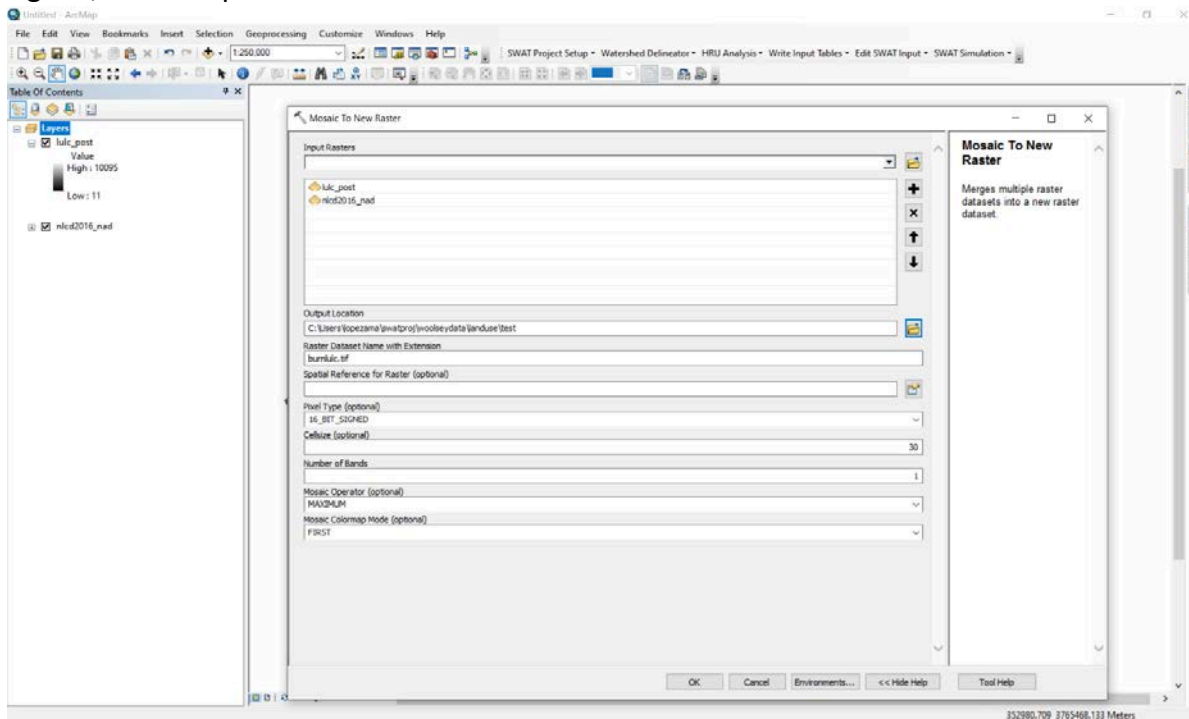 Untitled - ArcMap
File Edit View Bookmarks Insert Selection Geoprocessing Customize Windows Help
1:250,000
SWAT Project Setup - Watershed Delineator - HRU Analysis - Write Input Tables - Edit SWAT Input - SWAT Simulation -
Table Of Contents
Layers
lulc_post
Value
High : 10095
Low : 11
nlcd2016_nad
Mosaic To New Raster
Input Rasters
lulc_post
nlcd2016_nad
Output Location
C:\Users\lopezama\swatproj\woolseydata\landuse\test
Raster Dataset Name with Extension
burnlulc.tif
Spatial Reference for Raster (optional)
Pixel Type (optional)
16_BIT_SIGNED
Cellsize (optional)
30
Number of Bands
1
Mosaic Operator (optional)
MAXIMUM
Mosaic Colormap Mode (optional)
FIRST
OK Cancel Environments... << Hide Help
Mosaic To New
Raster
Merges multiple raster
datasets into a new raster
dataset.
Tool Help
352980.709 3765468.133 Meters